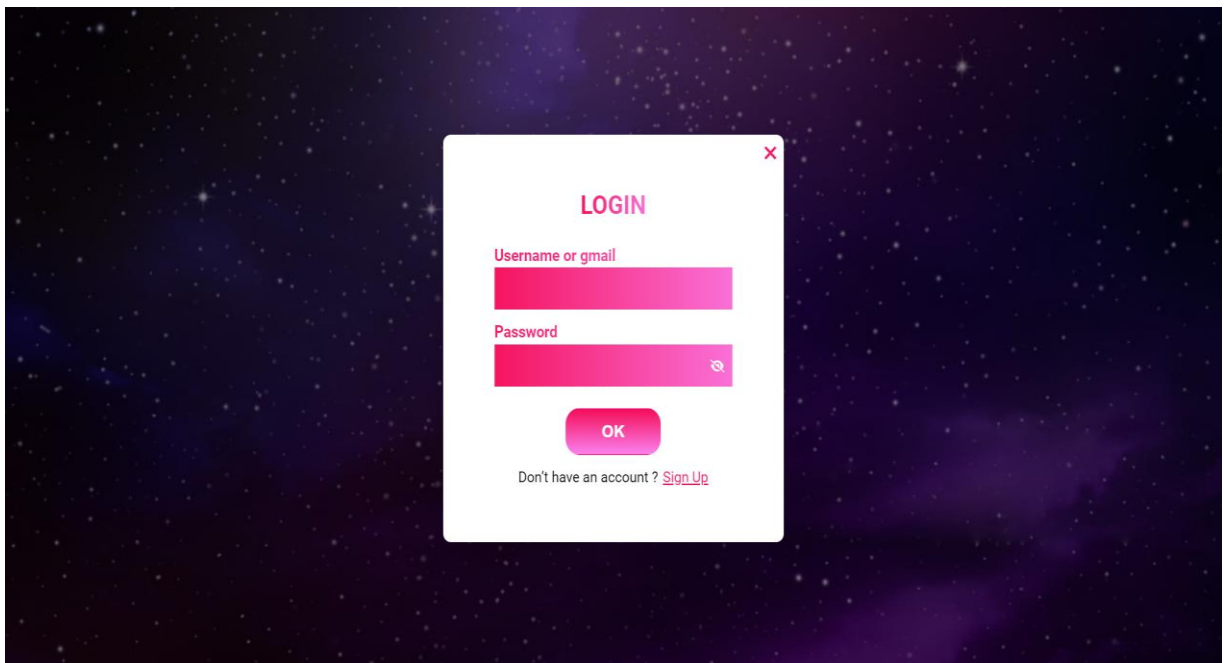 LOGIN
Username or gmail
Password
OK
Don't have an account ? Sign Up